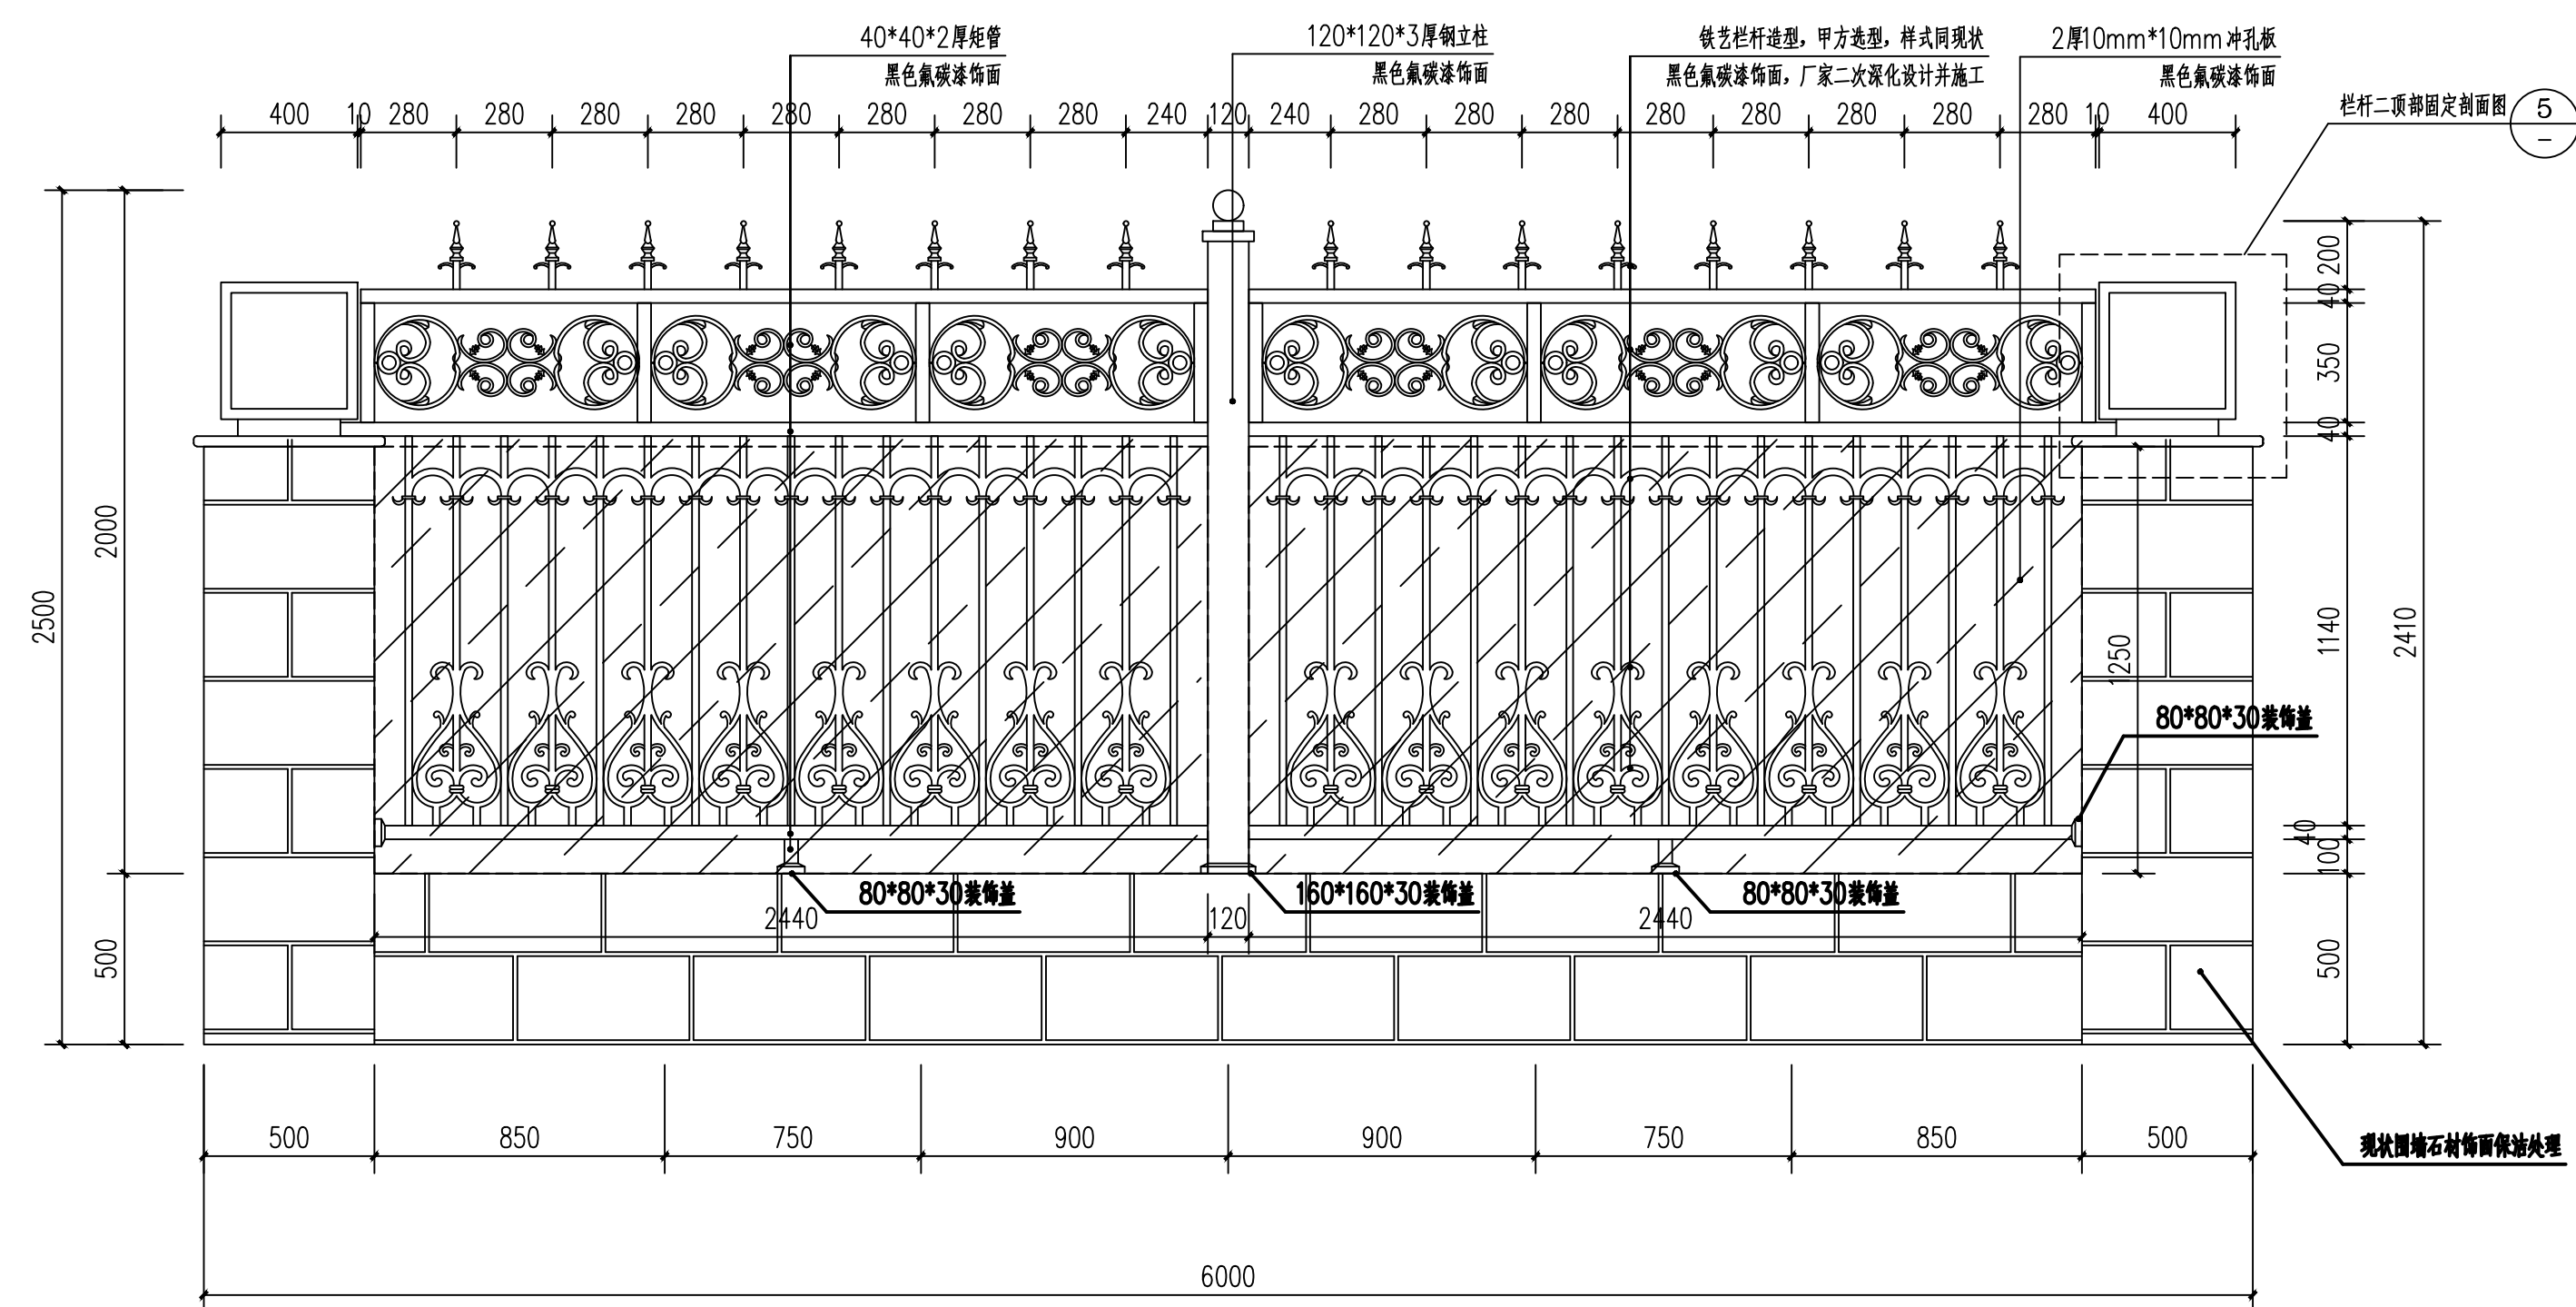 40*40*2厚矩管
黑色氟碳漆饰面
120*120*3厚钢立柱
黑色氟碳漆饰面
铁艺栏杆造型，甲方选型，样式同现状
黑色氟碳漆饰面，厂家二次深化设计并施工
2厚10mm*10mm冲孔板
黑色氟碳漆饰面
栏杆二顶部固定剖面图
5
–
400 10 280 280 280 280 280 280 280 280 240 120 240 280 280 280 280 280 280 280 280 10 400
2500
2000
500
200
40
350
40
1140
40
100
500
2410
1250
80*80*30装饰盖
80*80*30装饰盖
160*160*30装饰盖
80*80*30装饰盖
2440 120 2440
500 850 750 900 900 750 850 500
现状围墙石材饰面保洁处理
6000